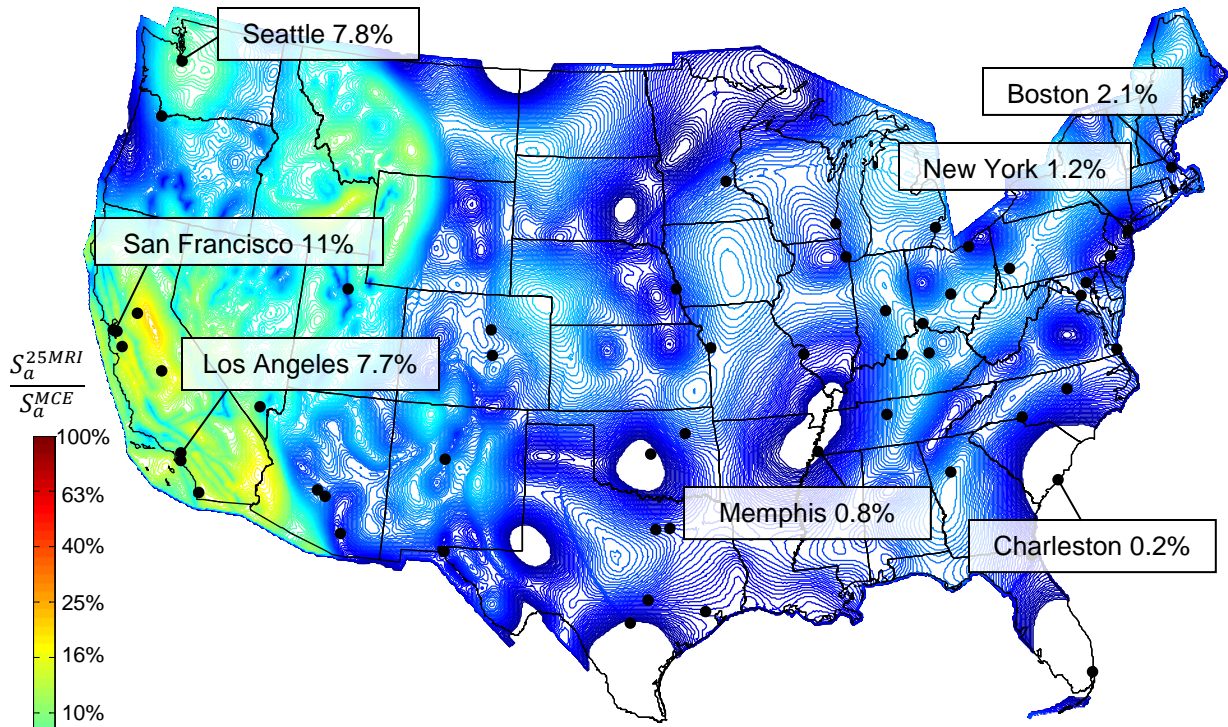 Seattle 7.8%
Boston 2.1%
New York 1.2%
San Francisco 11%
Los Angeles 7.7%
Memphis 0.8%
Charleston 0.2%
S_a^{25MRI}
S_a^{MCE}
100%
63%
40%
25%
16%
10%